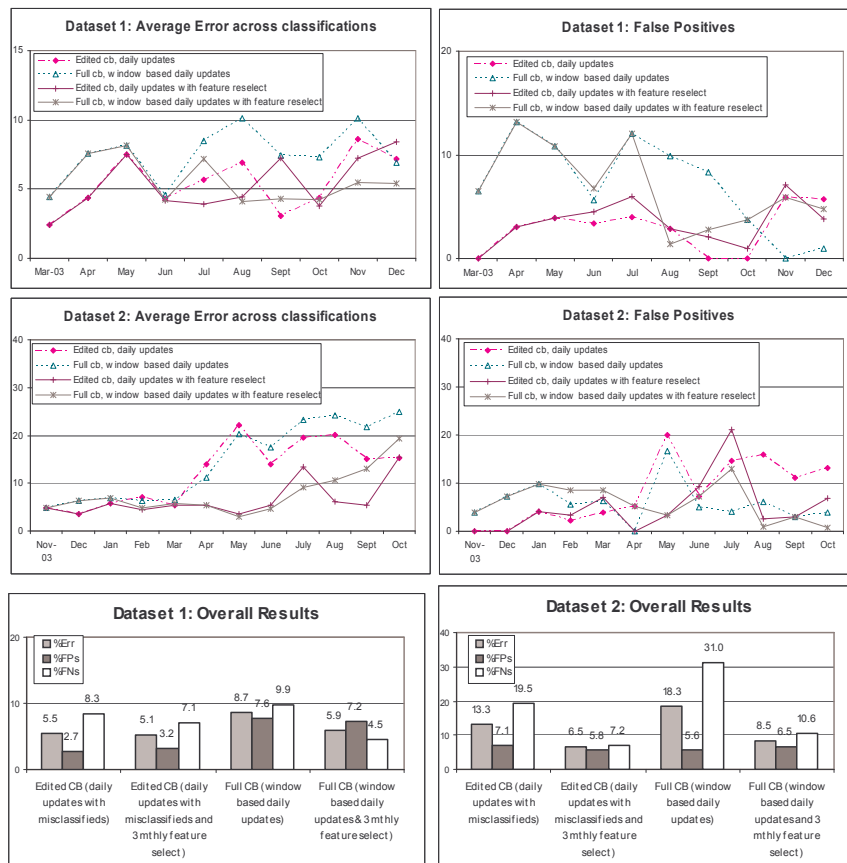 Dataset 1: Average Error across classifications
15
10
5
0
Edited cb, daily updates
Full cb, window based daily updates
Edited cb, daily updates with feature reselect
Full cb, window based daily updates with feature reselect
Mar-03 Apr May Jun Jul Aug Sept Oct Nov Dec
Dataset 1: False Positives
20
10
0
Edited cb, daily updates
Full cb, window based daily updates
Edited cb, daily updates with feature reselect
Full cb, window based daily updates with feature reselect
Mar-03 Apr May Jun Jul Aug Sept Oct Nov Dec
Dataset 2: Average Error across classifications
40
30
20
10
0
Edited cb, daily updates
Full cb, window based daily updates
Edited cb, daily updates with feature reselect
Full cb, window based daily updates with feature reselect
Nov- Dec Jan Feb Mar Apr May June July Aug Sept Oct
03
Dataset 2: False Positives
40
30
20
10
0
Edited cb, daily updates
Full cb, window based daily updates
Edited cb, daily updates with feature reselect
Full cb, window based daily updates with feature reselect
Nov- Dec Jan Feb Mar Apr May June July Aug Sept Oct
03
Dataset 1: Overall Results
20
10
0
%Err
%FPs
%FNs
5.5 2.7 8.3 5.1 3.2 7.1 8.7 7.6 9.9 5.9 7.2 4.5
Edited CB (daily Edited CB (daily Full CB (window Full CB (window
updates with updates with based daily based daily
misclassifieds) misclassifieds and updates) updates & 3 mthly
3 mthly feature feature select)
select)
Dataset 2: Overall Results
40
30
20
10
0
%Err
%FPs
%FNs
13.3 7.1 19.5 6.5 5.8 7.2 18.3 5.6 31.0 8.5 6.5 10.6
Edited CB (daily Edited CB (daily Full CB (window Full CB (window
updates with updates with based daily based daily
misclassifieds) misclassifieds and updates) updates and 3
3 mthly feature mthly feature
select) select)